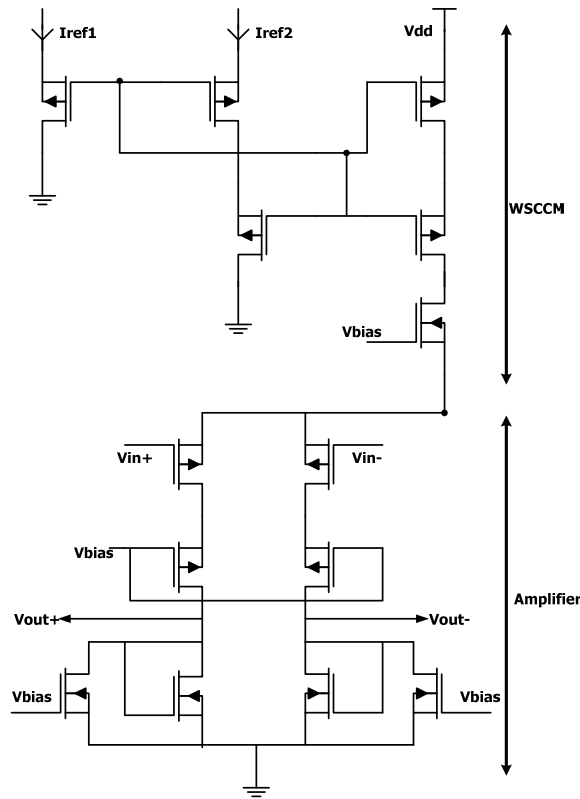 Iref1
Iref2
Vdd
WSCCM
Vbias
Vin+
Vin-
Vbias
Amplifier
Vout+
Vout-
Vbias
Vbias